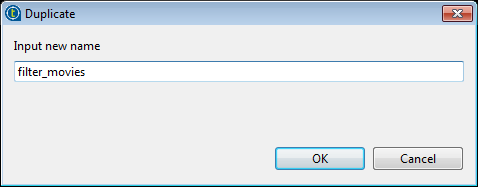 Duplicate
Input new name
filter_movies
OK Cancel